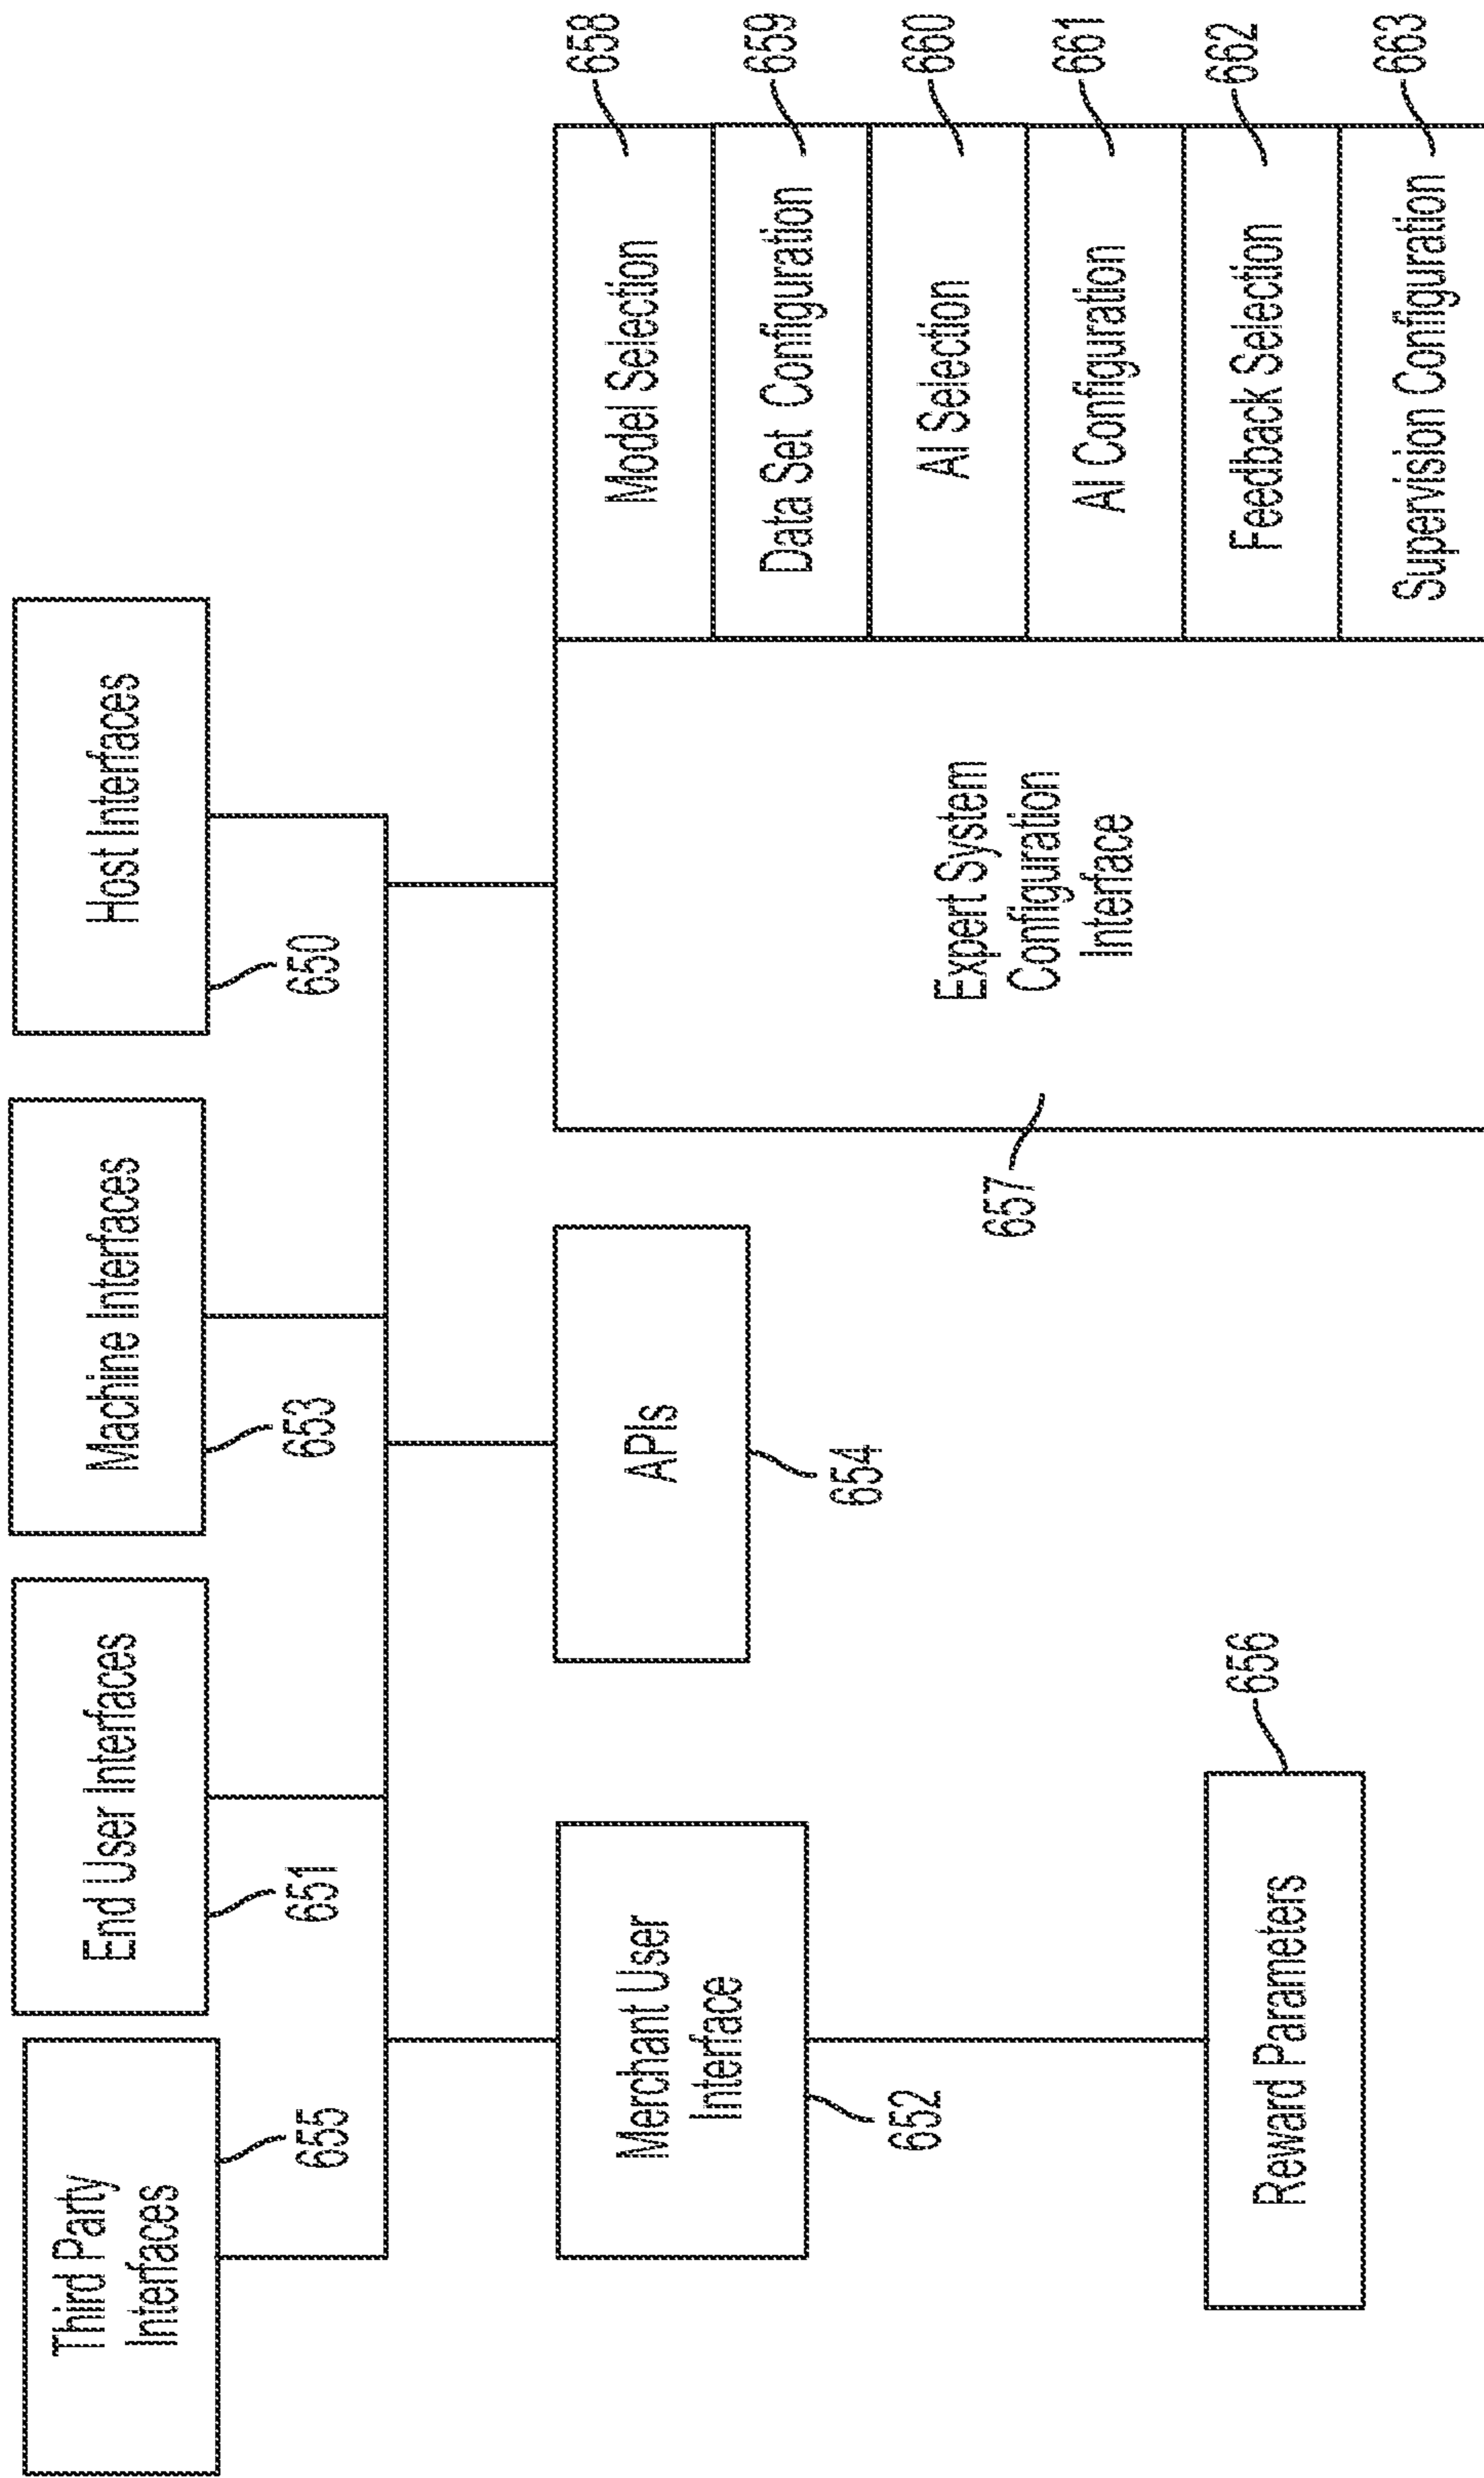 Third Party
Interfaces
655
End User Interfaces
651
Machine Interfaces
653
Host Interfaces
650
Merchant User
Interface
652
APIs
654
Reward Parameters
656
Expert System
Configuration
Interface
657
Model Selection
658
Data Set Configuration
659
AI Selection
660
AI Configuration
661
Feedback Selection
662
Supervision Configuration
663